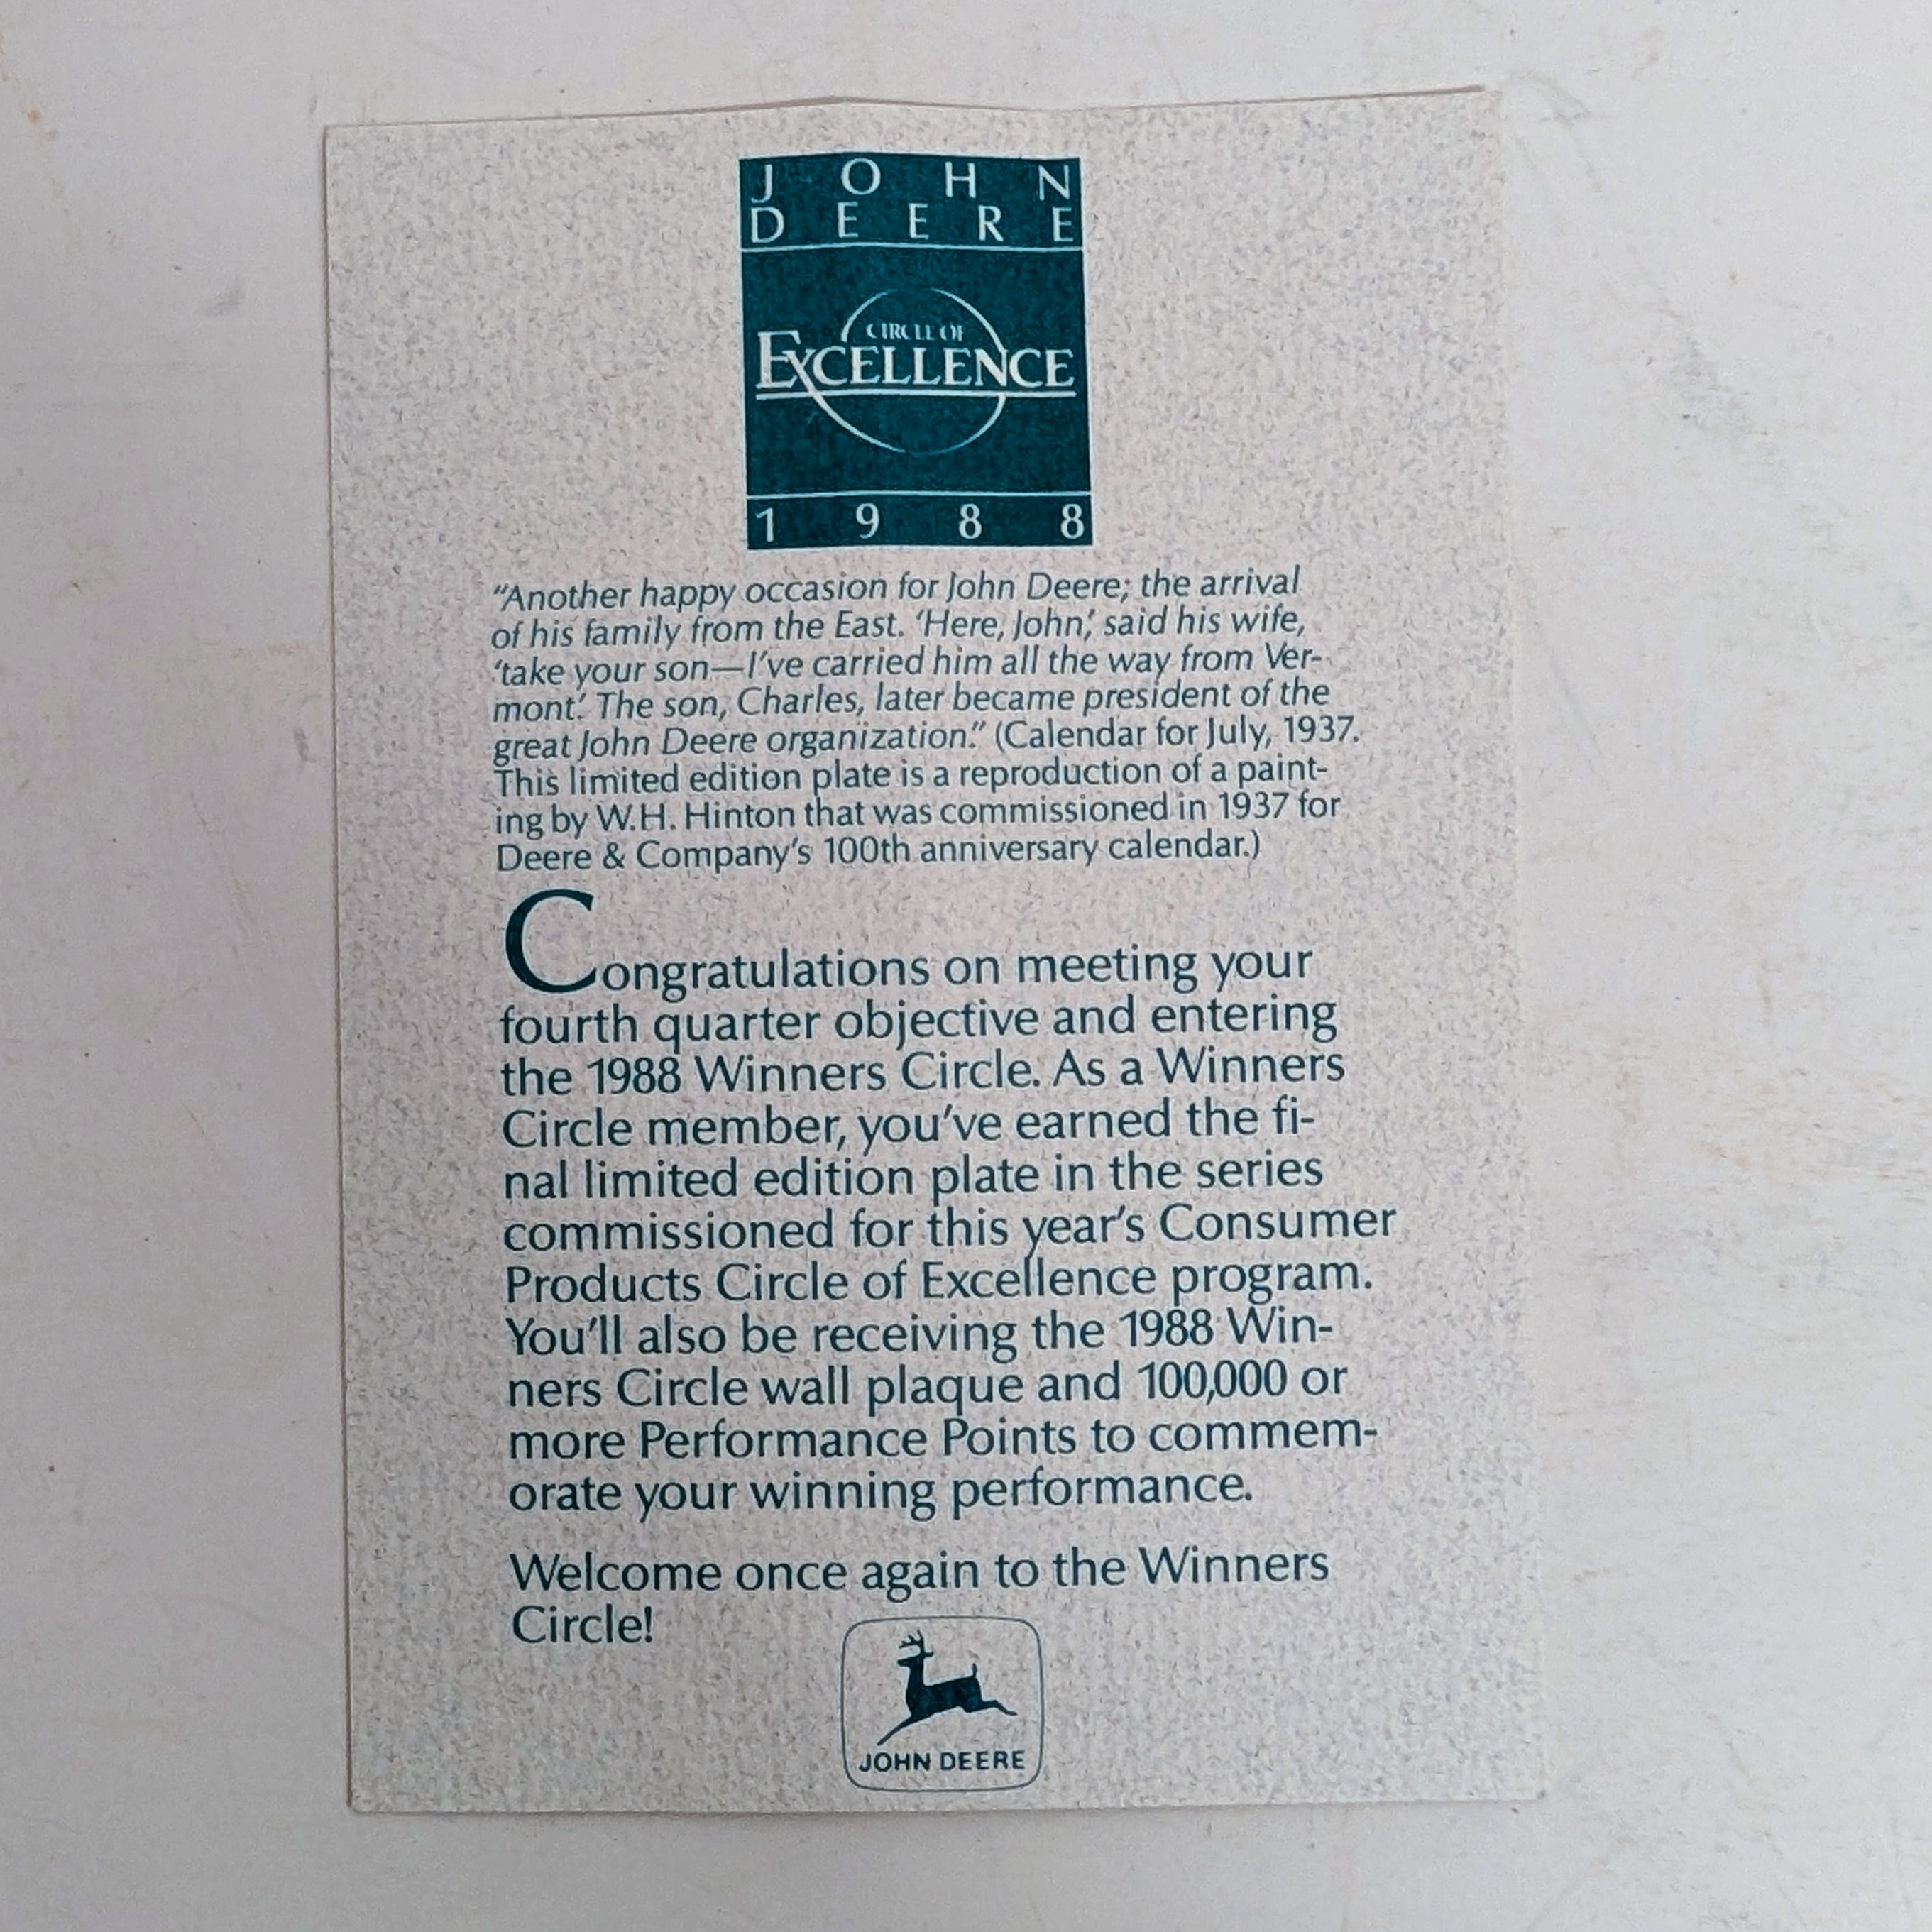 JOHN
DEERE
CIRCLE OF
EXCELLENCE
1988
“Another happy occasion for John Deere; the arrival
of his family from the East. ‘Here, John,’ said his wife,
‘take your son—I’ve carried him all the way from Ver-
mont.’ The son, Charles, later became president of the
great John Deere organization.” (Calendar for July, 1937.
This limited edition plate is a reproduction of a paint-
ing by W.H. Hinton that was commissioned in 1937 for
Deere & Company’s 100th anniversary calendar.)
Congratulations on meeting your
fourth quarter objective and entering
the 1988 Winners Circle. As a Winners
Circle member, you’ve earned the fi-
nal limited edition plate in the series
commissioned for this year’s Consumer
Products Circle of Excellence program.
You’ll also be receiving the 1988 Win-
ners Circle wall plaque and 100,000 or
more Performance Points to commem-
orate your winning performance.
Welcome once again to the Winners
Circle!
JOHN DEERE